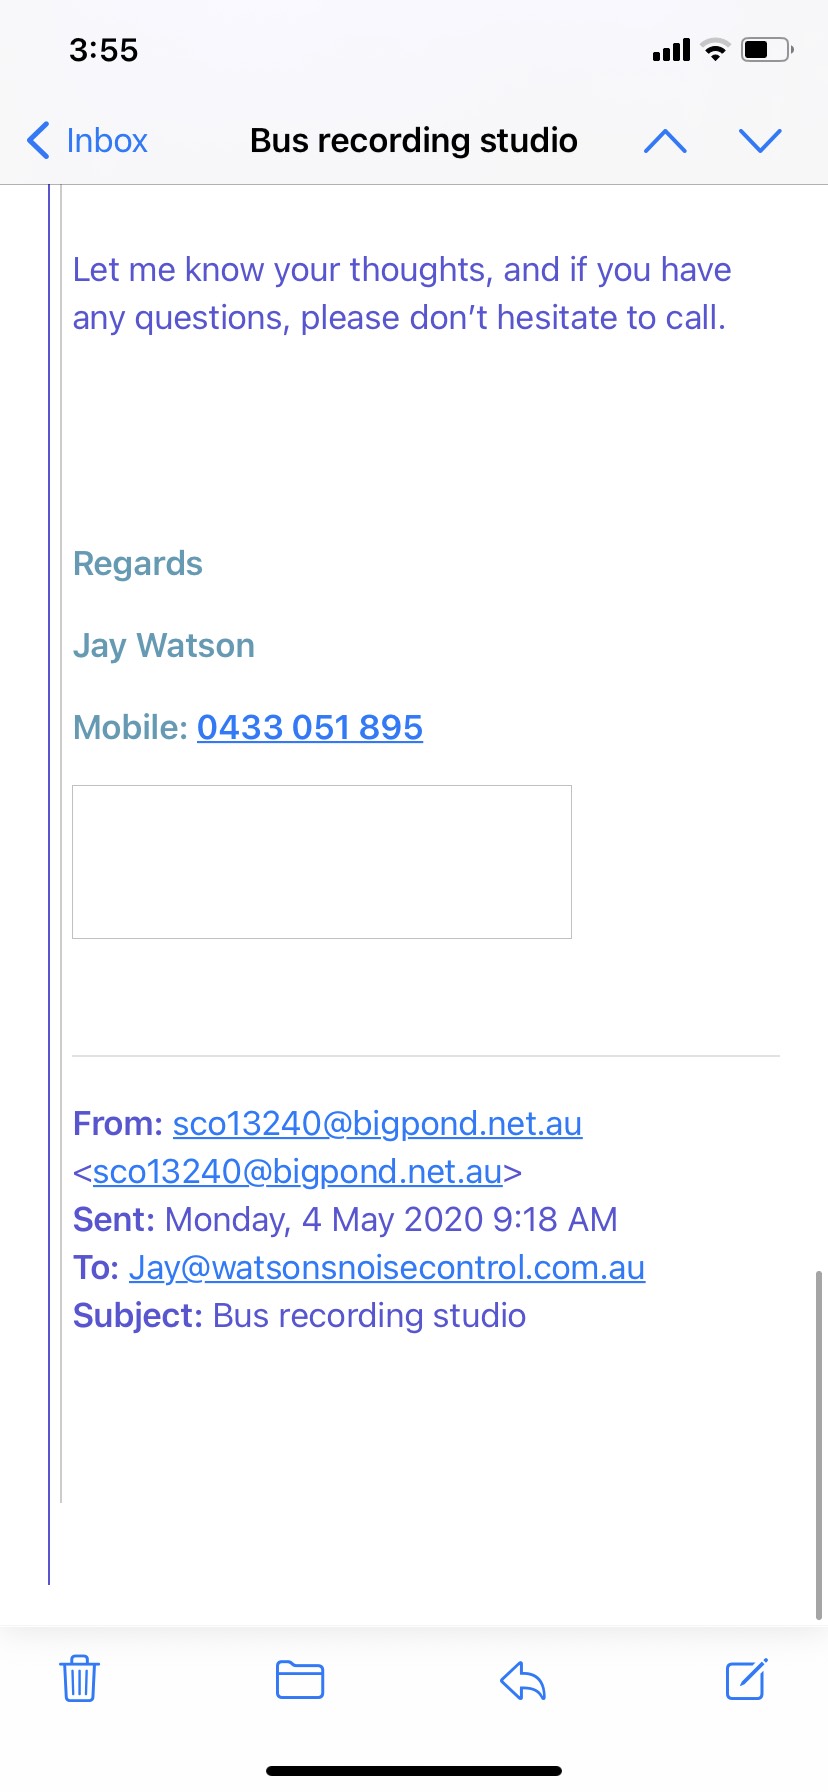 3:55
Inbox
Bus recording studio
Let me know your thoughts, and if you have
any questions, please don’t hesitate to call.
Regards
Jay Watson
Mobile: 0433 051 895
From: sco13240@bigpond.net.au
<sco13240@bigpond.net.au>
Sent: Monday, 4 May 2020 9:18 AM
To: Jay@watsonsnoisecontrol.com.au
Subject: Bus recording studio